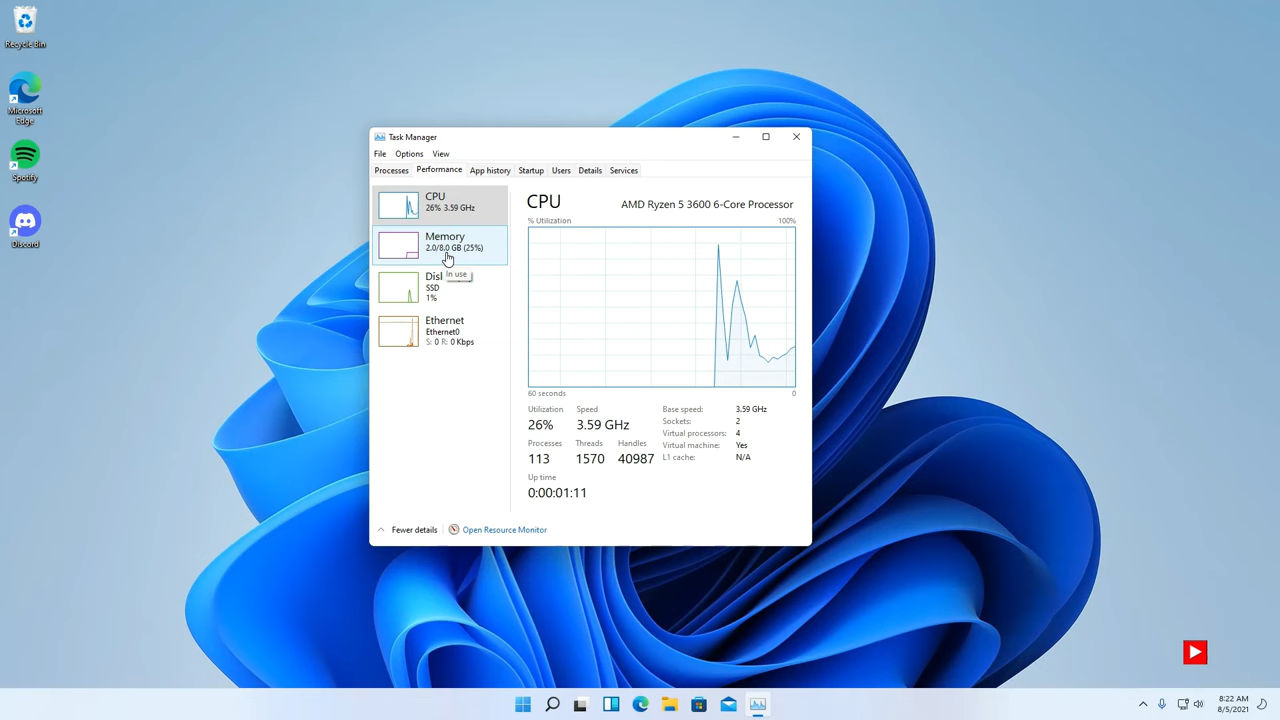 Recycle Bin
Microsoft
Edge
Spotify
Discord
Task Manager
File Options View
Processes Performance App history Startup Users Details Services
CPU
26% 3.59 GHz
Memory
2.0/8.0 GB (25%)
In use
SSD
1%
Ethernet
Ethernet0
S: 0 R: 0 Kbps
CPU AMD Ryzen 5 3600 6-Core Processor
% Utilization 100%
60 seconds 0
Utilization Speed
26% 3.59 GHz
Processes Threads Handles
113 1570 40987
Up time
0:00:01:11
Base speed: 3.59 GHz
Sockets: 2
Virtual processors: 4
Virtual machine: Yes
L1 cache: N/A
Fewer details Open Resource Monitor
8:22 AM
8/5/2021